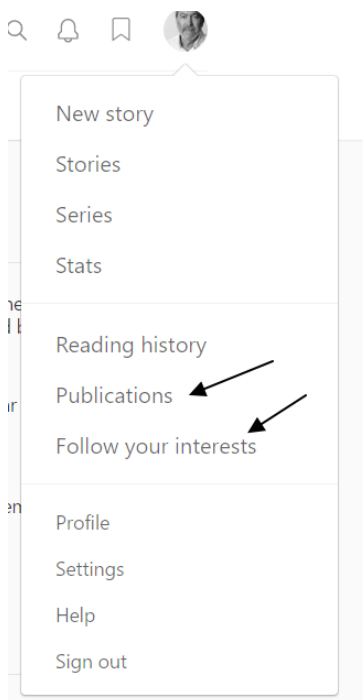 New story
Stories
Series
Stats
Reading history
Publications
Follow your interests
Profile
Settings
Help
Sign out